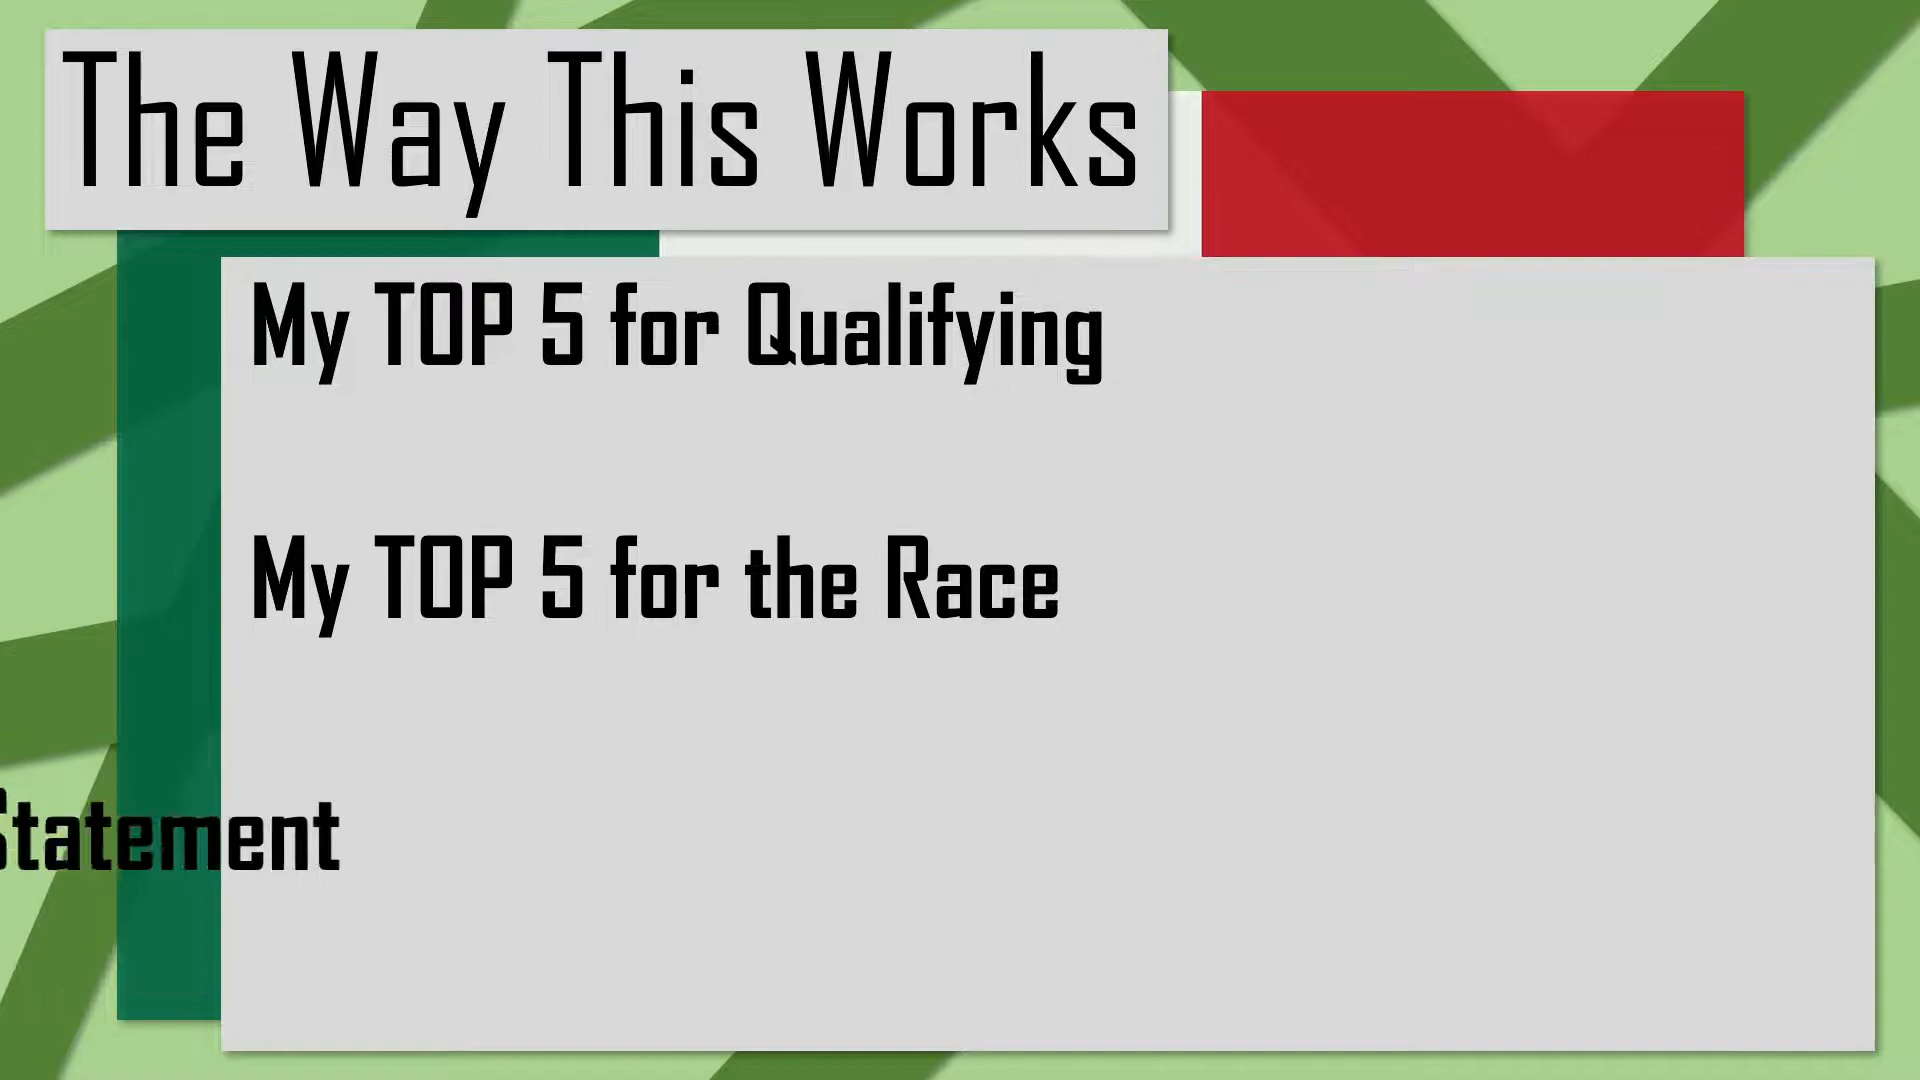 The Way This Works
My TOP 5 for Qualifying
My TOP 5 for the Race
Statement